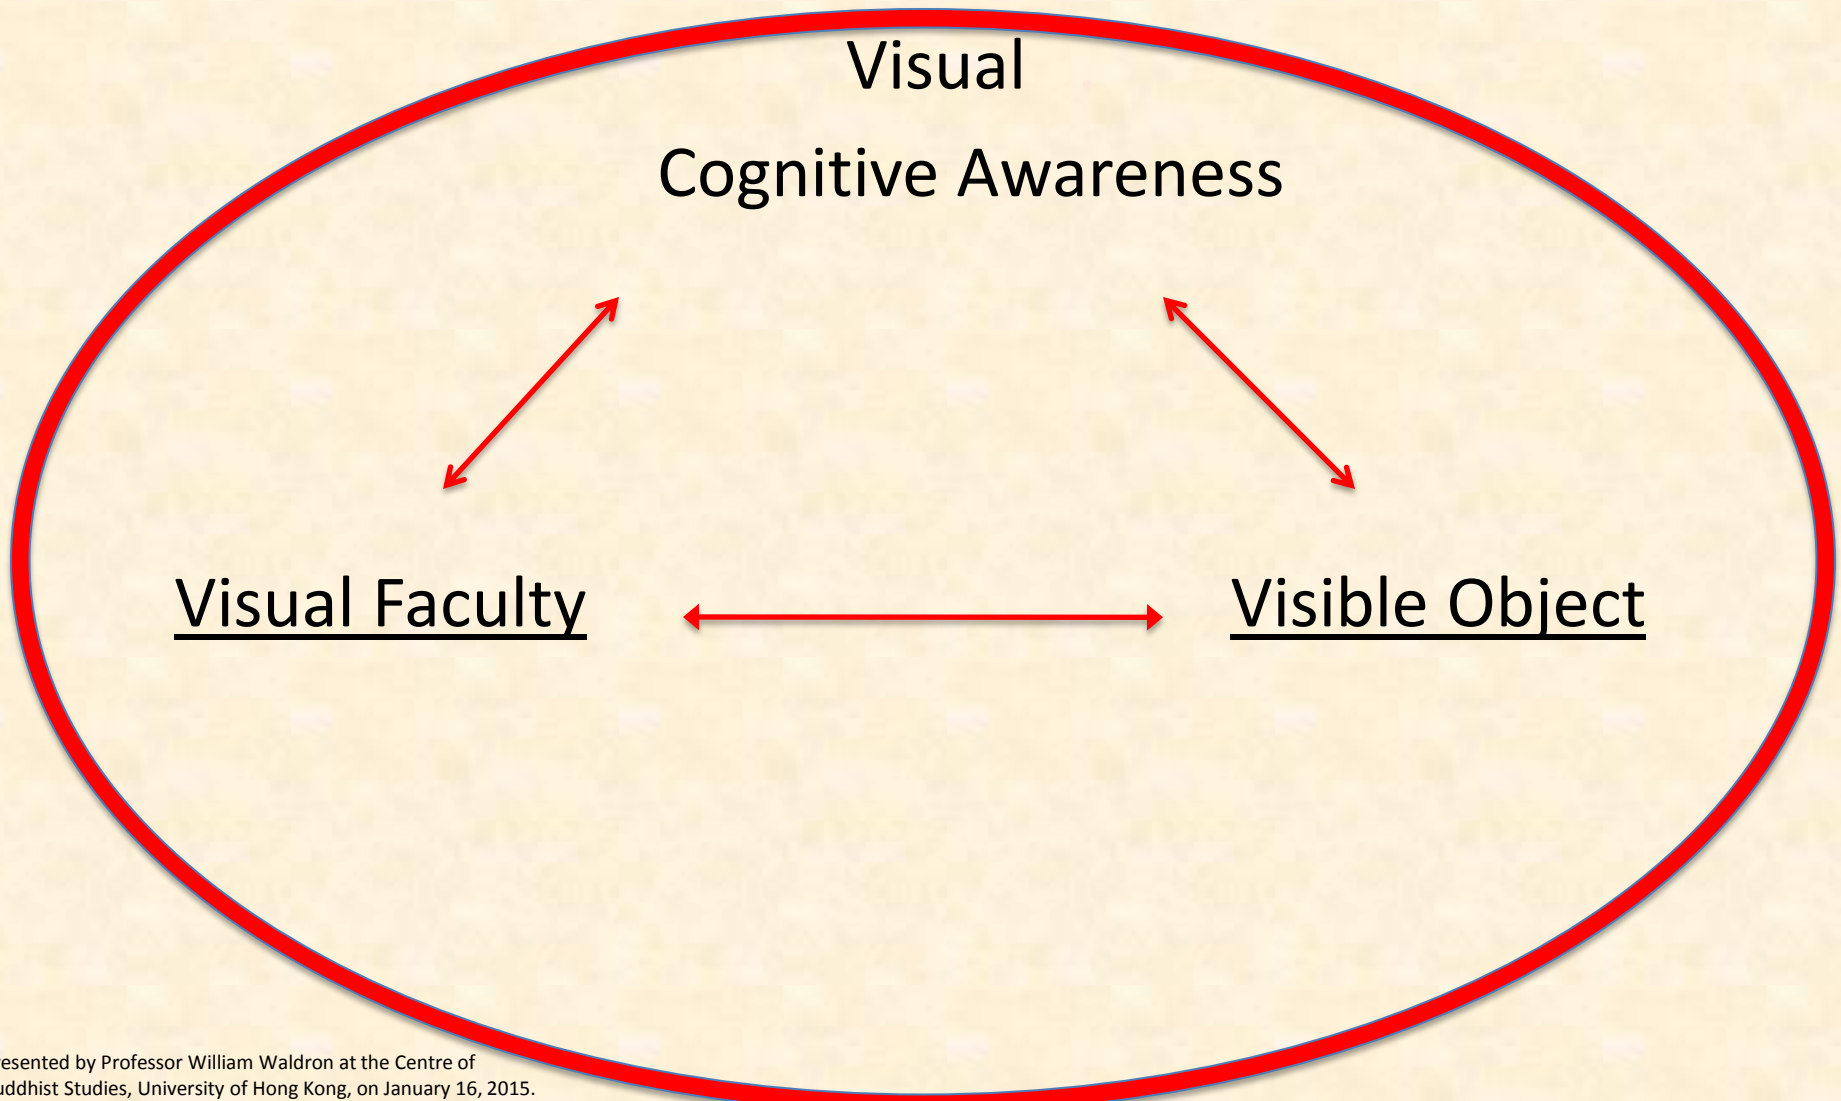 Visual
Cognitive Awareness
Visual Faculty
Visible Object
esented by Professor William Waldron at the Centre of
uddhist Studies, University of Hong Kong, on January 16, 2015.